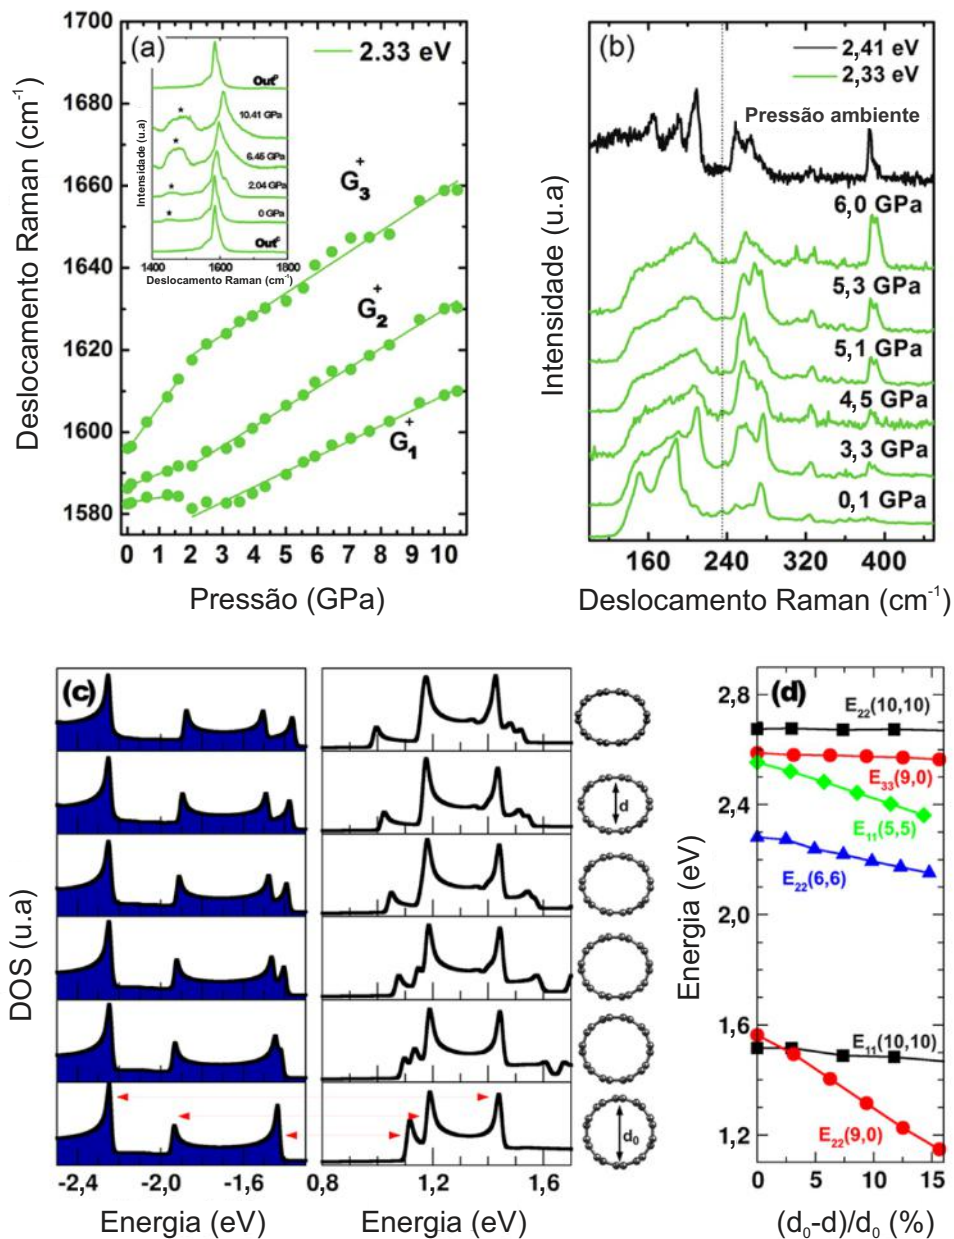 (a)
2.33 eV
Deslocamento Raman (cm⁻¹)
1700
1680
1660
1640
1620
1600
1580
0 1 2 3 4 5 6 7 8 9 10
Pressão (GPa)
G₃⁺
G₂⁺
G₁⁺
Intensidade (u.a)
10.41 GPa
2.04 GPa
0 GPa
1400 1600 1800
Deslocamento Raman (cm⁻¹)
(b)
2,41 eV
2,33 eV
Pressão ambiente
6,0 GPa
5,3 GPa
5,1 GPa
4,5 GPa
3,3 GPa
0,1 GPa
Intensidade (u.a)
160 240 320 400
Deslocamento Raman (cm⁻¹)
(c)
DOS (u.a)
d
d₀
-2,4 -2,0 -1,6
0,8 1,2 1,6
Energia (eV)
Energia (eV)
(d)
Energia (eV)
2,8
2,4
2,0
1,6
1,2
E₂₂(10,10)
E₃₃(9,0)
E₁₁(5,5)
E₂₂(6,6)
E₁₁(10,10)
E₂₂(9,0)
0 5 10 15
(d₀-d)/d₀ (%)